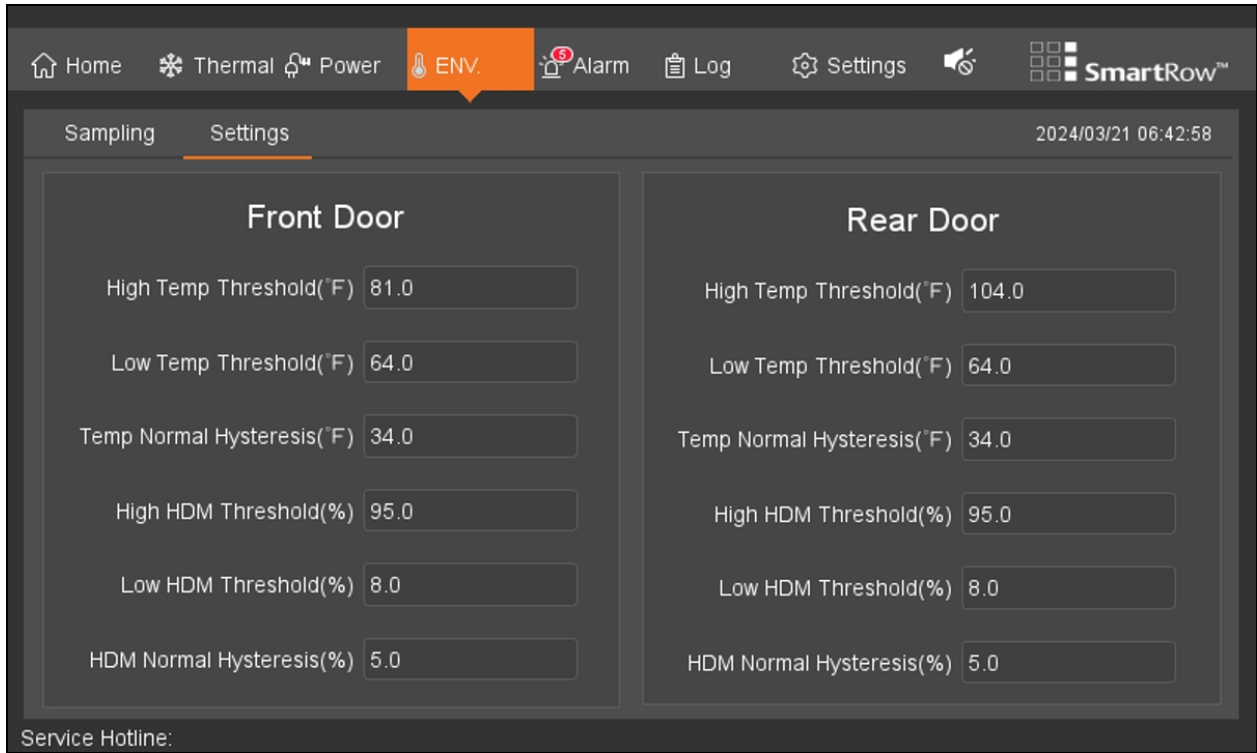 Home Thermal Power ENV. 5 Alarm Log Settings SmartRow™
Sampling Settings 2024/03/21 06:42:58
Front Door
High Temp Threshold(°F) 81.0
Low Temp Threshold(°F) 64.0
Temp Normal Hysteresis(°F) 34.0
High HDM Threshold(%) 95.0
Low HDM Threshold(%) 8.0
HDM Normal Hysteresis(%) 5.0
Rear Door
High Temp Threshold(°F) 104.0
Low Temp Threshold(°F) 64.0
Temp Normal Hysteresis(°F) 34.0
High HDM Threshold(%) 95.0
Low HDM Threshold(%) 8.0
HDM Normal Hysteresis(%) 5.0
Service Hotline: